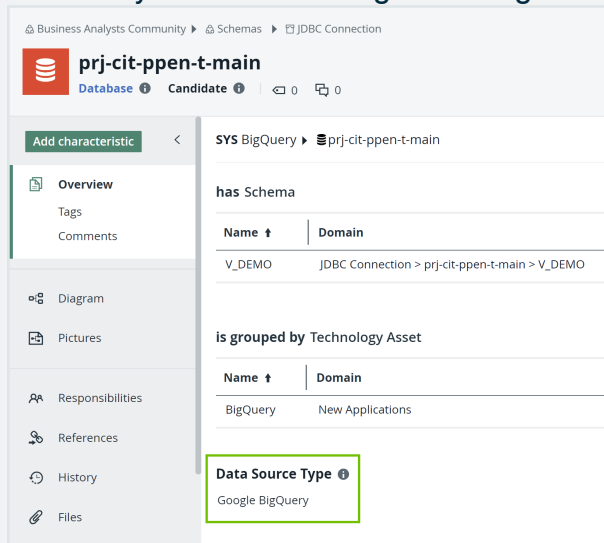 Business Analysts Community Schemas JDBC Connection
prj-cit-ppen-t-main
Database Candidate 0 0
Add characteristic
SYS BigQuery prj-cit-ppen-t-main
Overview
Tags
Comments
has Schema
Name Domain
V_DEMO JDBC Connection > prj-cit-ppen-t-main > V_DEMO
Diagram
Pictures
is grouped by Technology Asset
Name Domain
BigQuery New Applications
Responsibilities
References
History
Files
Data Source Type
Google BigQuery